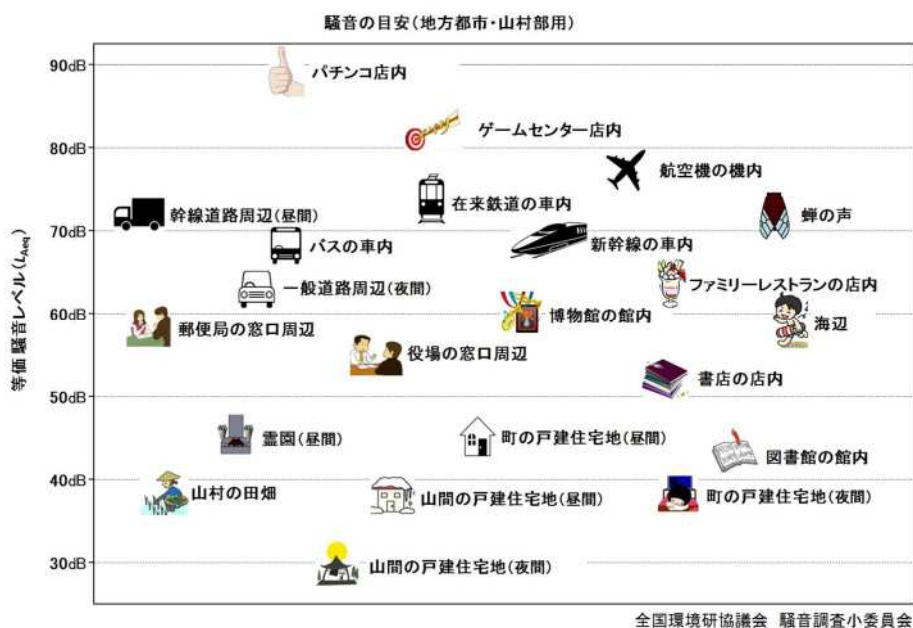 騒音の目安(地方都市・山村部用)
等価騒音レベル(LAeq)
90dB
パチンコ店内
ゲームセンター店内
80dB
航空機の機内
在来鉄道の車内
幹線道路周辺(昼間)
蝉の声
70dB
バスの車内
新幹線の車内
一般道路周辺(夜間)
ファミリーレストランの店内
60dB
郵便局の窓口周辺
博物館の館内
海辺
役場の窓口周辺
書店の店内
50dB
霊園(昼間)
町の戸建住宅地(昼間)
図書館の館内
40dB
山村の田畑
山間の戸建住宅地(昼間)
町の戸建住宅地(夜間)
30dB
山間の戸建住宅地(夜間)
全国環境研協議会 騒音調査小委員会